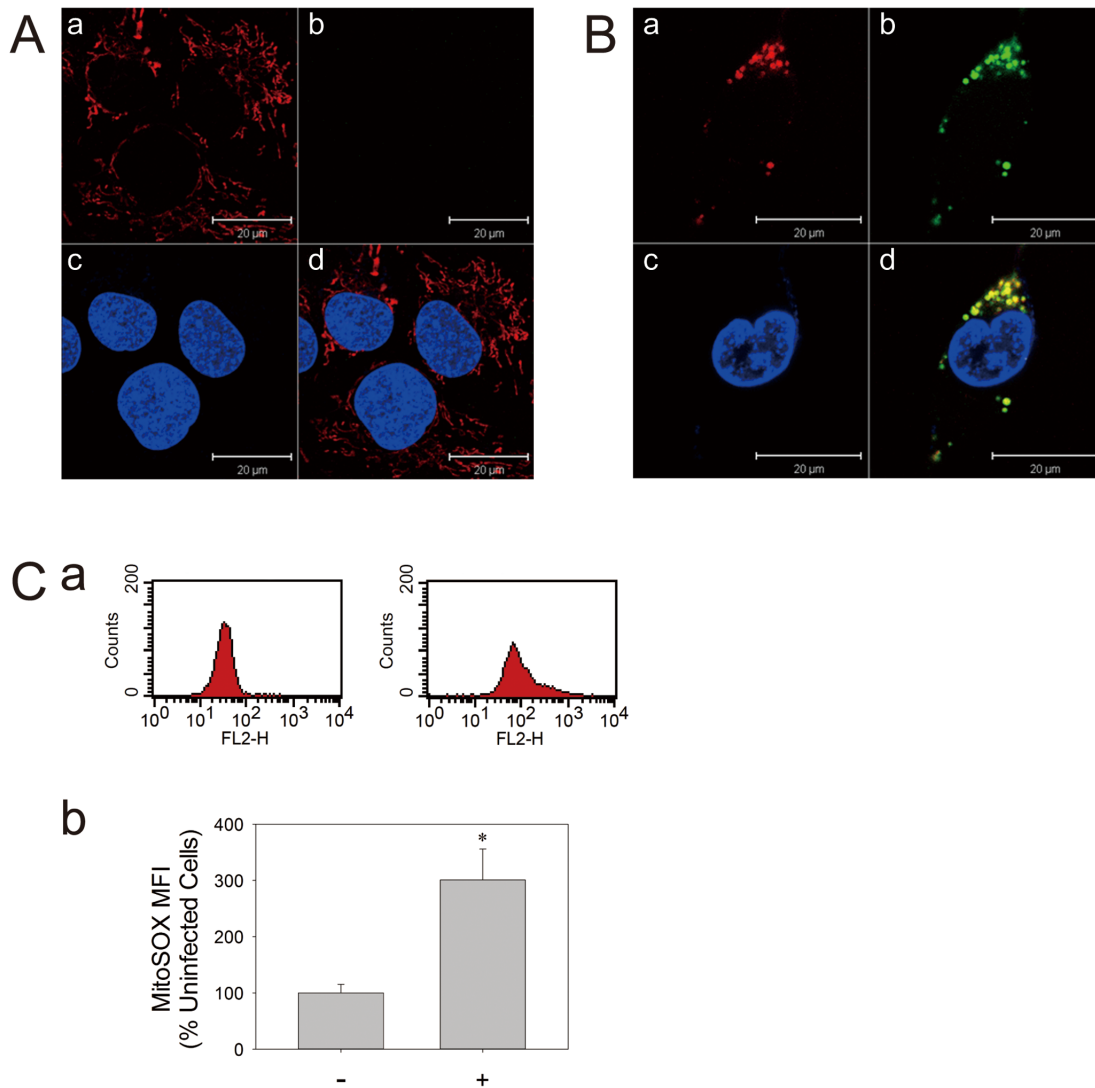 A
a
b
20 µm
20 µm
c
d
20 µm
20 µm
B
a
b
20 µm
20 µm
c
d
20 µm
20 µm
C
a
200
Counts
0
10^0 10^1 10^2 10^3 10^4
FL2-H
200
Counts
0
10^0 10^1 10^2 10^3 10^4
FL2-H
b
MitoSOX MFI
(% Uninfected Cells)
400
300
200
100
0
*
- +